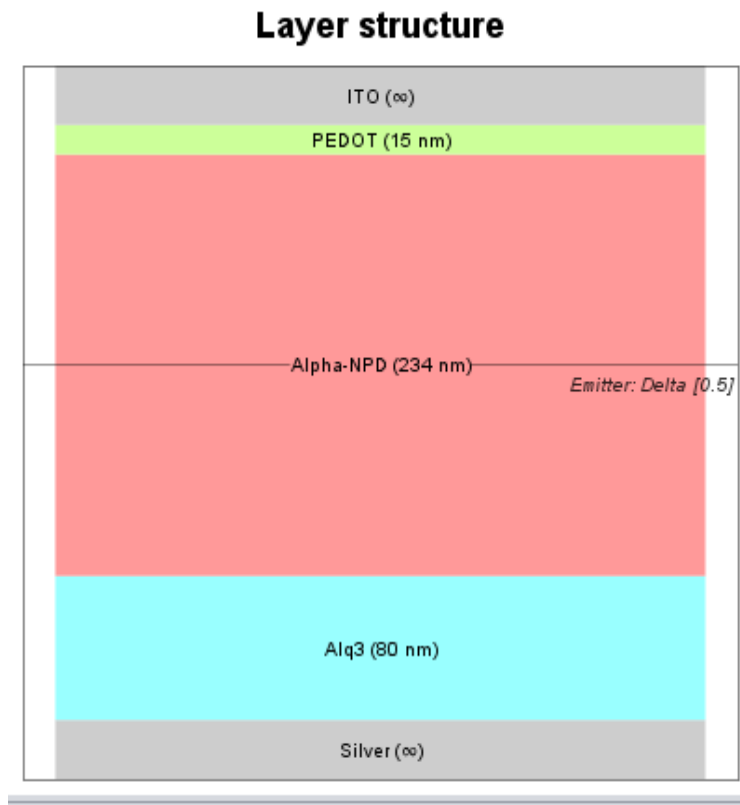 Layer structure
ITO (∞)
PEDOT (15 nm)
Alpha-NPD (234 nm)
Emitter: Delta [0.5]
Alq3 (80 nm)
Silver (∞)